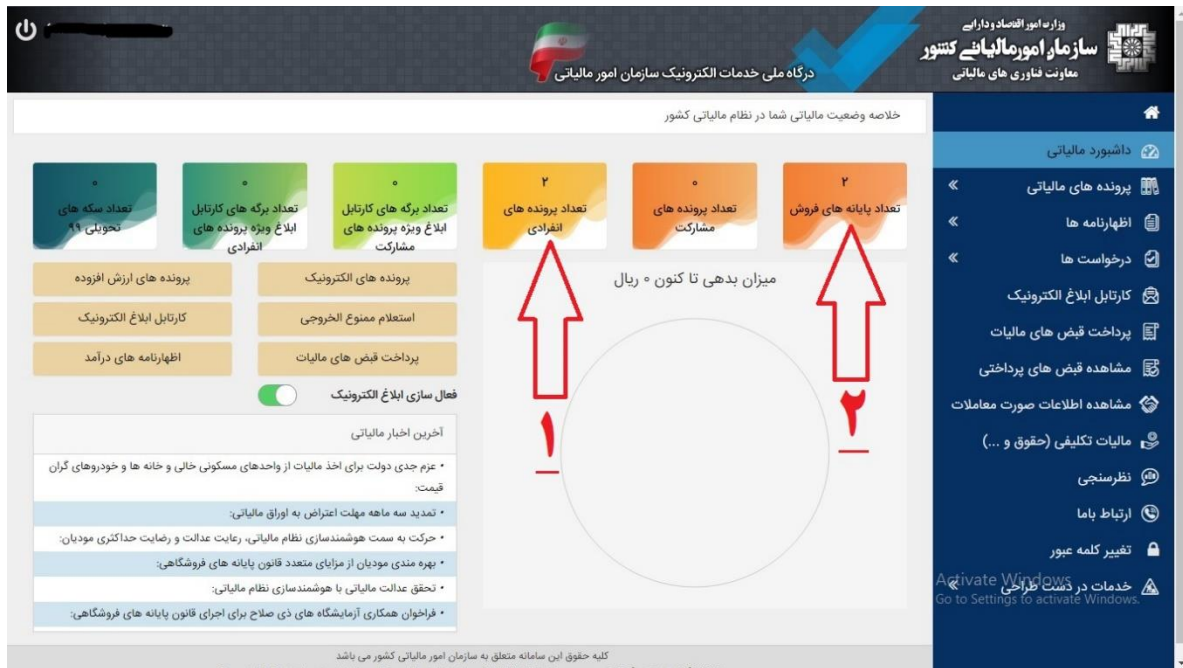 وزارت امور اقتصاد و دارایی
سازمان امور مالیاتی کشور
معاونت فناوری های مالیاتی
درگاه ملی خدمات الکترونیک سازمان امور مالیاتی
خلاصه وضعیت مالیاتی شما در نظام مالیاتی کشور
داشبورد مالیاتی
پرونده های مالیاتی
اظهارنامه ها
درخواست ها
کارتابل ابلاغ الکترونیک
پرداخت قبض های مالیات
مشاهده قبض های پرداختی
مشاهده اطلاعات صورت معاملات
مالیات تکلیفی (حقوق و ...)
نظرسنجی
ارتباط باما
تغییر کلمه عبور
خدمات در دست طراحی
۲
تعداد پایانه های فروش
۰
تعداد پرونده های
مشارکت
۲
تعداد پرونده های
انفرادی
۰
تعداد برگه های کارتابل
ابلاغ ویژه پرونده های
مشارکت
۰
تعداد برگه های کارتابل
ابلاغ ویژه پرونده های
انفرادی
۰
تعداد سکه های
تحویلی ۹۹
میزان بدهی تا کنون ۰ ریال
۲
۱
پرونده های الکترونیک
پرونده های ارزش افزوده
استعلام ممنوع الخروجی
کارتابل ابلاغ الکترونیک
پرداخت قبض های مالیات
اظهارنامه های درآمد
فعال سازی ابلاغ الکترونیک
آخرین اخبار مالیاتی
• عزم جدی دولت برای اخذ مالیات از واحدهای مسکونی خالی و خانه ها و خودروهای گران
قیمت:
• تمدید سه ماهه مهلت اعتراض به اوراق مالیاتی:
• حرکت به سمت هوشمندسازی نظام مالیاتی، رعایت عدالت و رضایت حداکثری مودیان:
• بهره مندی مودیان از مزایای متعدد قانون پایانه های فروشگاهی:
• تحقق عدالت مالیاتی با هوشمندسازی نظام مالیاتی:
• فراخوان همکاری آزمایشگاه های ذی صلاح برای اجرای قانون پایانه های فروشگاهی:
Activate Windows
Go to Settings to activate Windows.
کلیه حقوق این سامانه متعلق به سازمان امور مالیاتی کشور می باشد